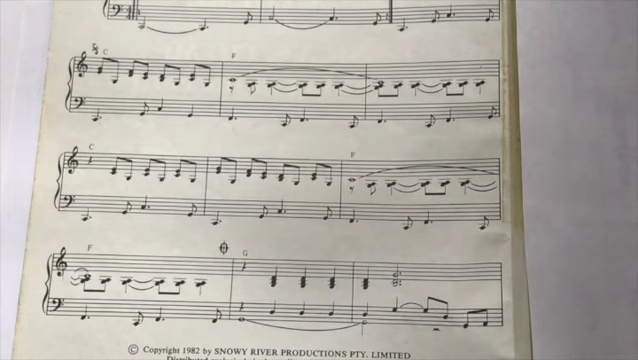 C F
C F
F G
© Copyright 1982 by SNOWY RIVER PRODUCTIONS PTY. LIMITED